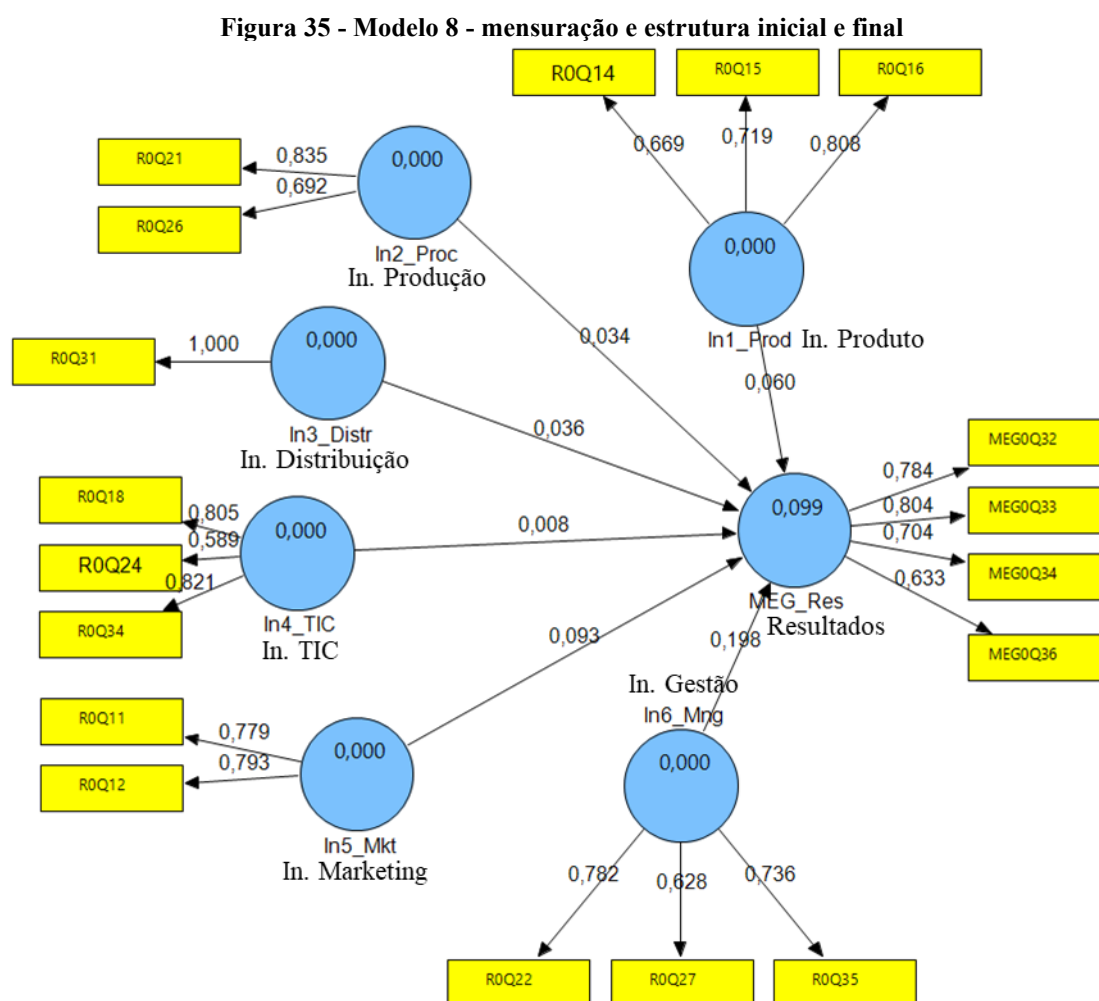 Figura 35 - Modelo 8 - mensuração e estrutura inicial e final
R0Q14
R0Q15
R0Q16
0,669
0,719
0,808
R0Q21
R0Q26
0,835
0,692
0,000
In2_Proc
In. Produção
0,034
0,000
In1_Prod
In. Produto
0,060
R0Q31
1,000
0,000
In3_Distr
In. Distribuição
0,036
R0Q18
R0Q24
R0Q34
0,805
0,589
0,821
0,000
In4_TIC
In. TIC
0,008
0,099
MEG_Res
Resultados
0,784
0,804
0,704
0,633
MEG0Q32
MEG0Q33
MEG0Q34
MEG0Q36
R0Q11
R0Q12
0,779
0,793
0,000
In5_Mkt
In. Marketing
0,093
0,198
In. Gestão
In6_Mng
0,000
0,782
0,628
0,736
R0Q22
R0Q27
R0Q35